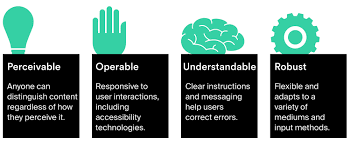 Perceivable
Anyone can
distinguish content
regardless of how
they perceive it.
Operable
Responsive to
user interactions,
including
accessibility
technologies.
Understandable
Clear instructions
and messaging
help users
correct errors.
Robust
Flexible and
adapts to a
variety of
mediums and
input methods.